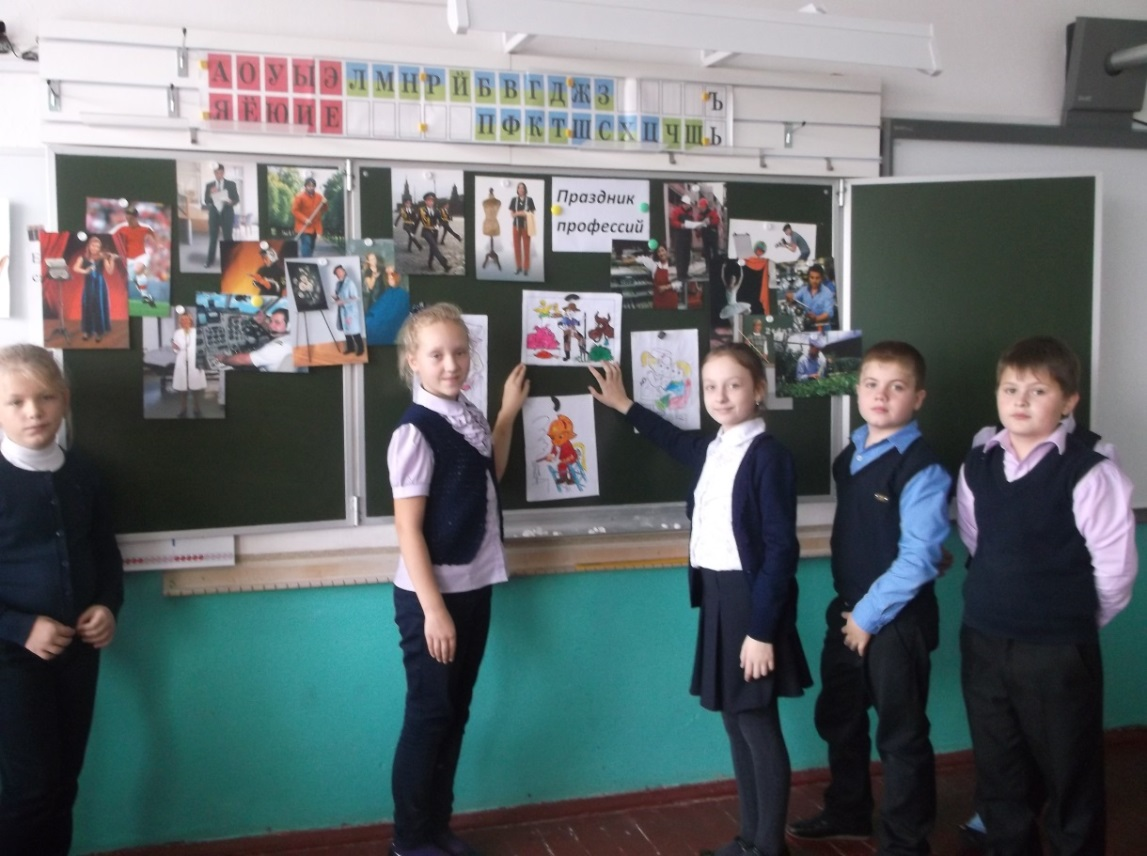 А О У Ы Э Л М Н Р Й Б В Г Д Ж З Ъ
Я Ё Ю И Е П Ф К Т Ш С Х Ц Ч Щ Ь
Праздник
профессий